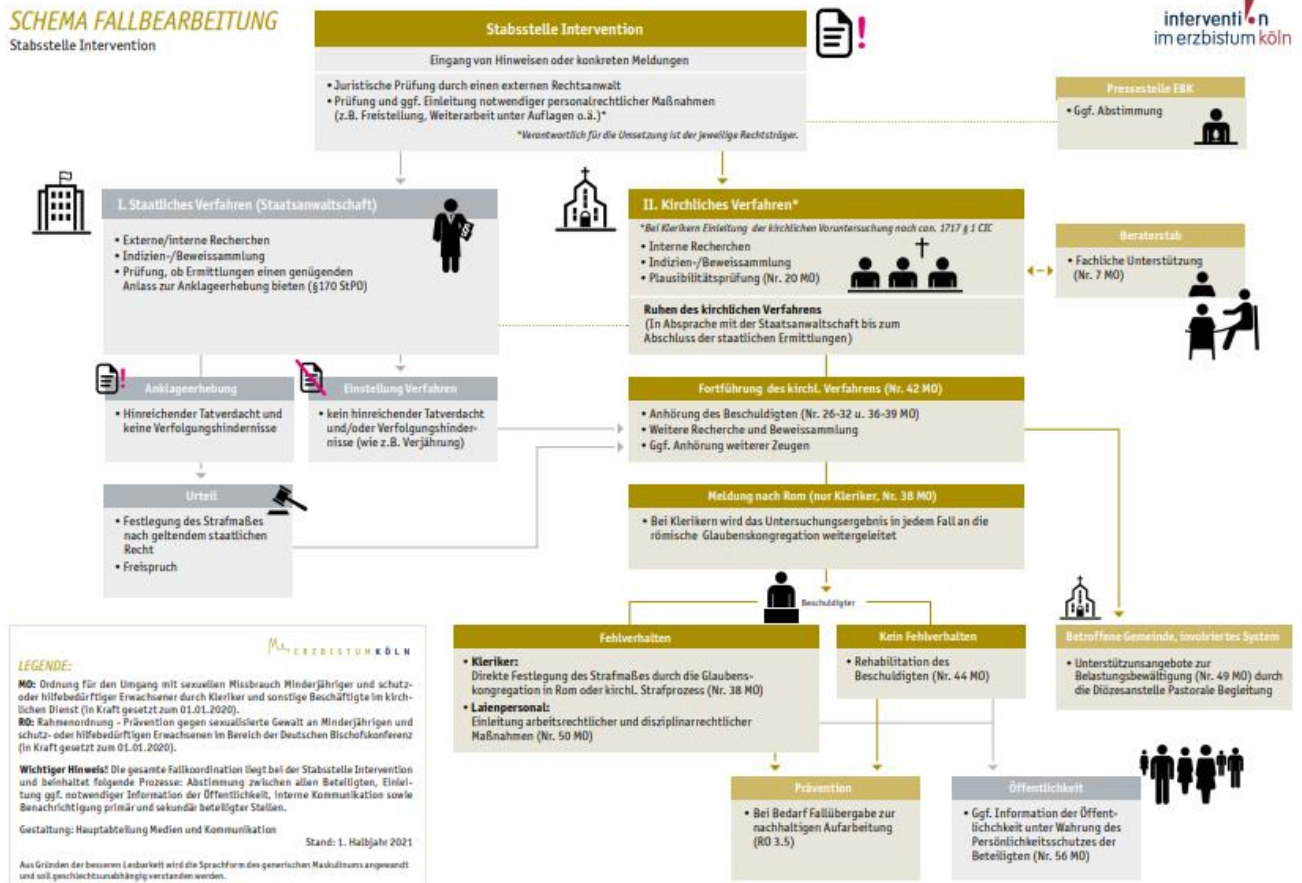 SCHEMA FALLBEARBEITUNG
Stabsstelle Intervention
Stabsstelle Intervention
Eingang von Hinweisen oder konkreten Meldungen
• Juristische Prüfung durch einen externen Rechtsanwalt
• Prüfung und ggf. Einleitung notwendiger personalrechtlicher Maßnahmen
(z.B. Freistellung, Weiterarbeit unter Auflagen o.ä.)*
*Verantwortlich für die Umsetzung ist der jeweilige Rechtsträger.
interventi n
im erzbistum köln
Pressestelle EBK
• Ggf. Abstimmung
I. Staatliches Verfahren (Staatsanwaltschaft)
• Externe/interne Recherchen
• Indizien-/Beweissammlung
• Prüfung, ob Ermittlungen einen genügenden
Anlass zur Anklageerhebung bieten (§170 StPO)
II. Kirchliches Verfahren*
*Bei Klerikern Einleitung der kirchlichen Voruntersuchung nach can. 1717 § 1 CIC
• Interne Recherchen
• Indizien-/Beweissammlung
• Plausibilitätsprüfung (Nr. 20 MO)
Ruhen des kirchlichen Verfahrens
(In Absprache mit der Staatsanwaltschaft bis zum
Abschluss der staatlichen Ermittlungen)
Beraterstab
• Fachliche Unterstützung
(Nr. 7 MO)
Anklageerhebung
• Hinreichender Tatverdacht und
keine Verfolgungshindernisse
Einstellung Verfahren
• kein hinreichender Tatverdacht
und/oder Verfolgungshinder-
nisse (wie z.B. Verjährung)
Fortführung des kirchl. Verfahrens (Nr. 42 MO)
• Anhörung des Beschuldigten (Nr. 26-32 u. 36-39 MO)
• Weitere Recherche und Beweissammlung
• Ggf. Anhörung weiterer Zeugen
Urteil
• Festlegung des Strafmaßes
nach geltendem staatlichen
Recht
• Freispruch
Meldung nach Rom (nur Kleriker, Nr. 38 MO)
• Bei Klerikern wird das Untersuchungsergebnis in jedem Fall an die
römische Glaubenskongregation weitergeleitet
Beschuldigter
Fehlverhalten
• Kleriker:
Direkte Festlegung des Strafmaßes durch die Glaubens-
kongregation in Rom oder kirchl. Strafprozess (Nr. 38 MO)
• Laienpersonal:
Einleitung arbeitsrechtlicher und disziplinarrechtlicher
Maßnahmen (Nr. 50 MO)
Kein Fehlverhalten
• Rehabilitation des
Beschuldigten (Nr. 44 MO)
Betroffene Gemeinde, involviertes System
• Unterstützunsangebote zur
Belastungsbewältigung (Nr. 49 MO) durch
die Diözesanstelle Pastorale Begleitung
Prävention
• Bei Bedarf Fallübergabe zur
nachhaltigen Aufarbeitung
(RO 3.5)
Öffentlichkeit
• Ggf. Information der Öffent-
lichchkeit unter Wahrung des
Persönlichkeitsschutzes der
Beteiligten (Nr. 56 MO)
ERZBISTUM KÖLN
LEGENDE:
MO: Ordnung für den Umgang mit sexuellen Missbrauch Minderjähriger und schutz-
oder hilfebedürftiger Erwachsener durch Kleriker und sonstige Beschäftigte im kirch-
lichen Dienst (in Kraft gesetzt zum 01.01.2020).
RO: Rahmenordnung - Prävention gegen sexualisierte Gewalt an Minderjährigen und
schutz- oder hilfebedürftigen Erwachsenen im Bereich der Deutschen Bischofskonferenz
(in Kraft gesetzt zum 01.01.2020).
Wichtiger Hinweis! Die gesamte Fallkoordination liegt bei der Stabsstelle Intervention
und beinhaltet folgende Prozesse: Abstimmung zwischen allen Beteiligten, Einlei-
tung ggf. notwendiger Information der Öffentlichkeit, interne Kommunikation sowie
Benachrichtigung primär und sekundär beteiligter Stellen.
Gestaltung: Hauptabteilung Medien und Kommunikation
Stand: 1. Halbjahr 2021
Aus Gründen der besseren Lesbarkeit wird die Sprachform des generischen Maskulinums angewandt
und soll geschlechtsunabhängig verstanden werden.